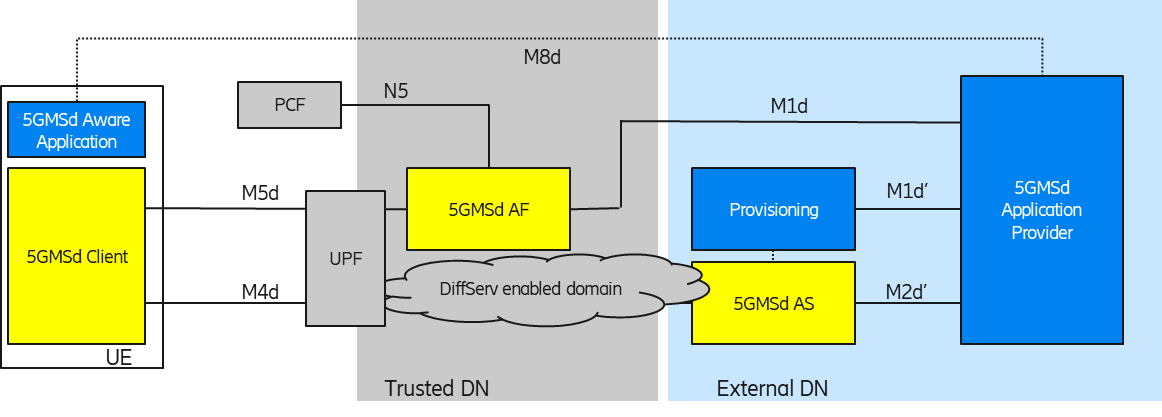 M8d
5GMSd Aware
Application
PCF
N5
M1d
M5d
5GMSd AF
Provisioning
M1d’
5GMSd
Application
Provider
5GMSd Client
UPF
DiffServ enabled domain
M4d
5GMSd AS
M2d’
UE
Trusted DN
External DN